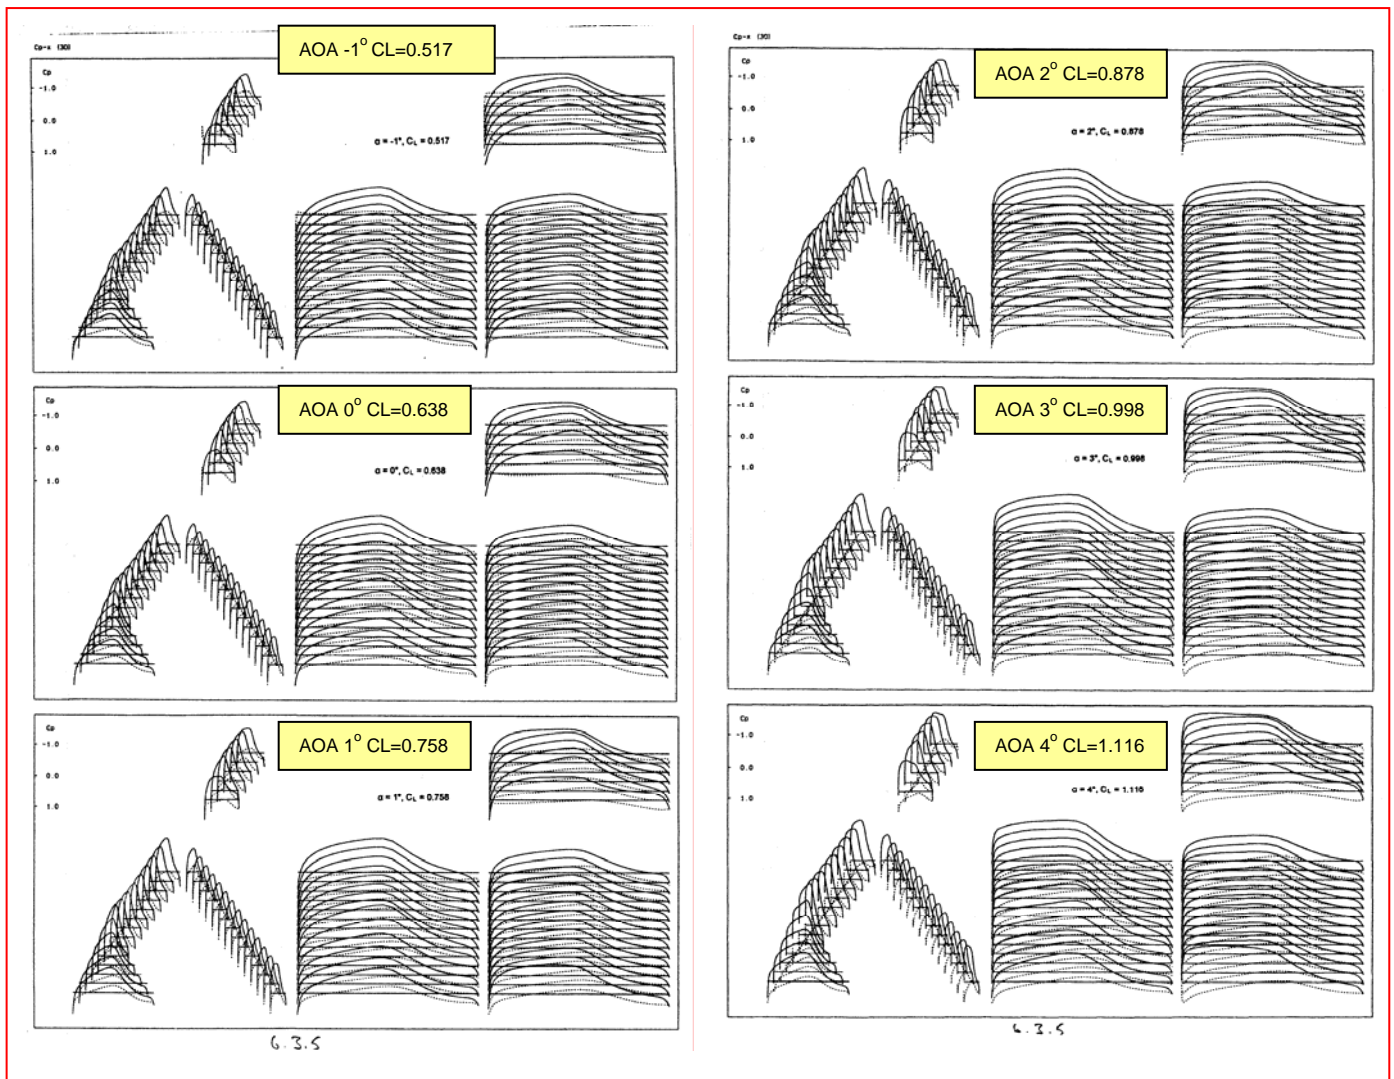 AOA -1° CL=0.517
Cp-x (3D)
Cp
-1.0
0.0
1.0
α = -1°, CL = 0.517
AOA 0° CL=0.638
Cp
-1.0
0.0
1.0
α = 0°, CL = 0.638
AOA 1° CL=0.758
Cp
-1.0
0.0
1.0
α = 1°, CL = 0.758
6.3.5
AOA 2° CL=0.878
Cp-x (3D)
Cp
-1.0
0.0
1.0
α = 2°, CL = 0.878
AOA 3° CL=0.998
Cp
-1.0
0.0
1.0
α = 3°, CL = 0.998
AOA 4° CL=1.116
Cp
-1.0
0.0
1.0
α = 4°, CL = 1.116
6.3.5